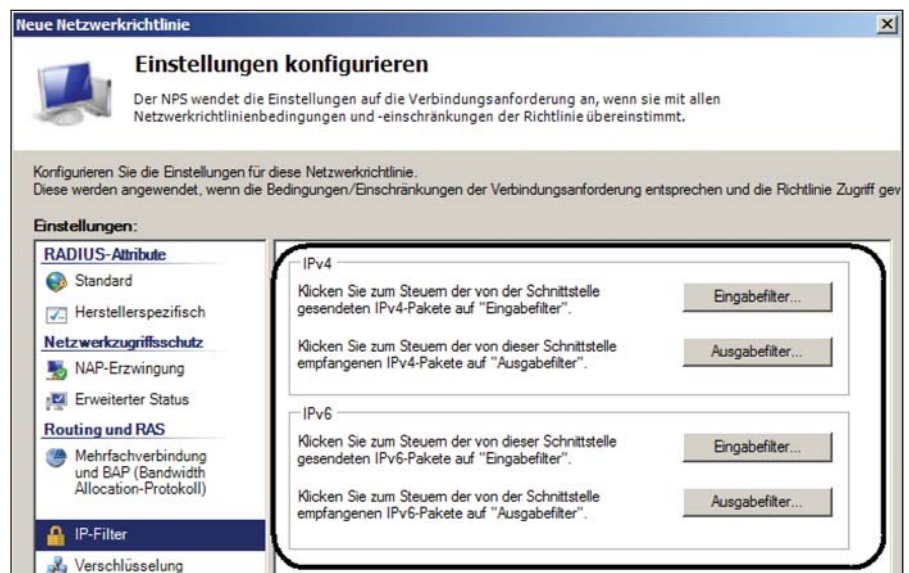 Neue Netzwerkrichtlinie
Einstellungen konfigurieren
Der NPS wendet die Einstellungen auf die Verbindungsanforderung an, wenn sie mit allen
Netzwerkrichtlinienbedingungen und -einschränkungen der Richtlinie übereinstimmt.
Konfigurieren Sie die Einstellungen für diese Netzwerkrichtlinie.
Diese werden angewendet, wenn die Bedingungen/Einschränkungen der Verbindungsanforderung entsprechen und die Richtlinie Zugriff gew
Einstellungen:
RADIUS-Attribute
Standard
Herstellerspezifisch
Netzwerkzugriffsschutz
NAP-Erzwingung
Erweiterter Status
Routing und RAS
Mehrfachverbindung
und BAP (Bandwidth
Allocation-Protokoll)
IP-Filter
Verschlüsselung
IPv4
Klicken Sie zum Steuern der von der Schnittstelle
gesendeten IPv4-Pakete auf "Eingabefilter".
Eingabefilter...
Klicken Sie zum Steuern der von dieser Schnittstelle
empfangenen IPv4-Pakete auf "Ausgabefilter".
Ausgabefilter...
IPv6
Klicken Sie zum Steuern der von dieser Schnittstelle
gesendeten IPv6-Pakete auf "Eingabefilter".
Eingabefilter...
Klicken Sie zum Steuern der von der Schnittstelle
empfangenen IPv6-Pakete auf "Ausgabefilter".
Ausgabefilter...